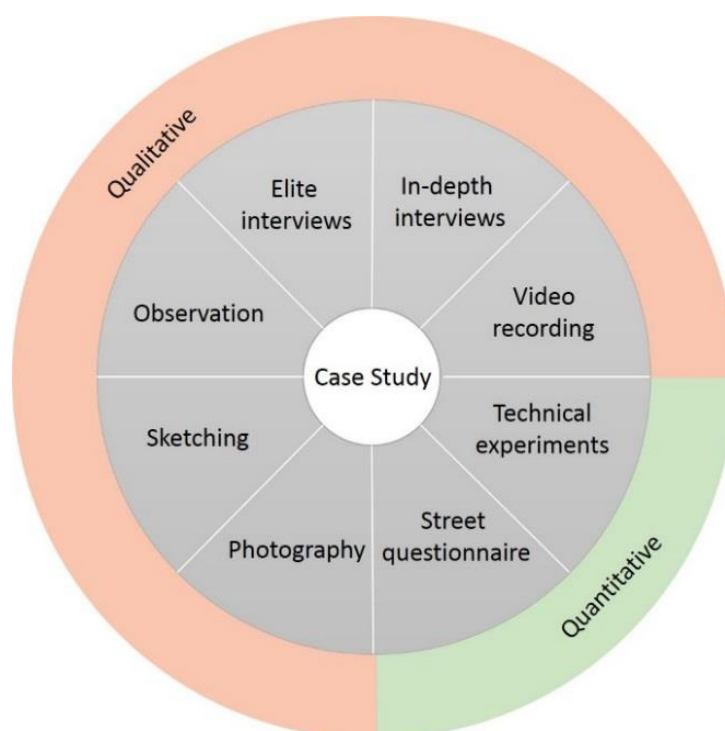 Qualitative
Elite
interviews
In-depth
interviews
Observation
Video
recording
Case Study
Sketching
Technical
experiments
Photography
Street
questionnaire
Quantitative